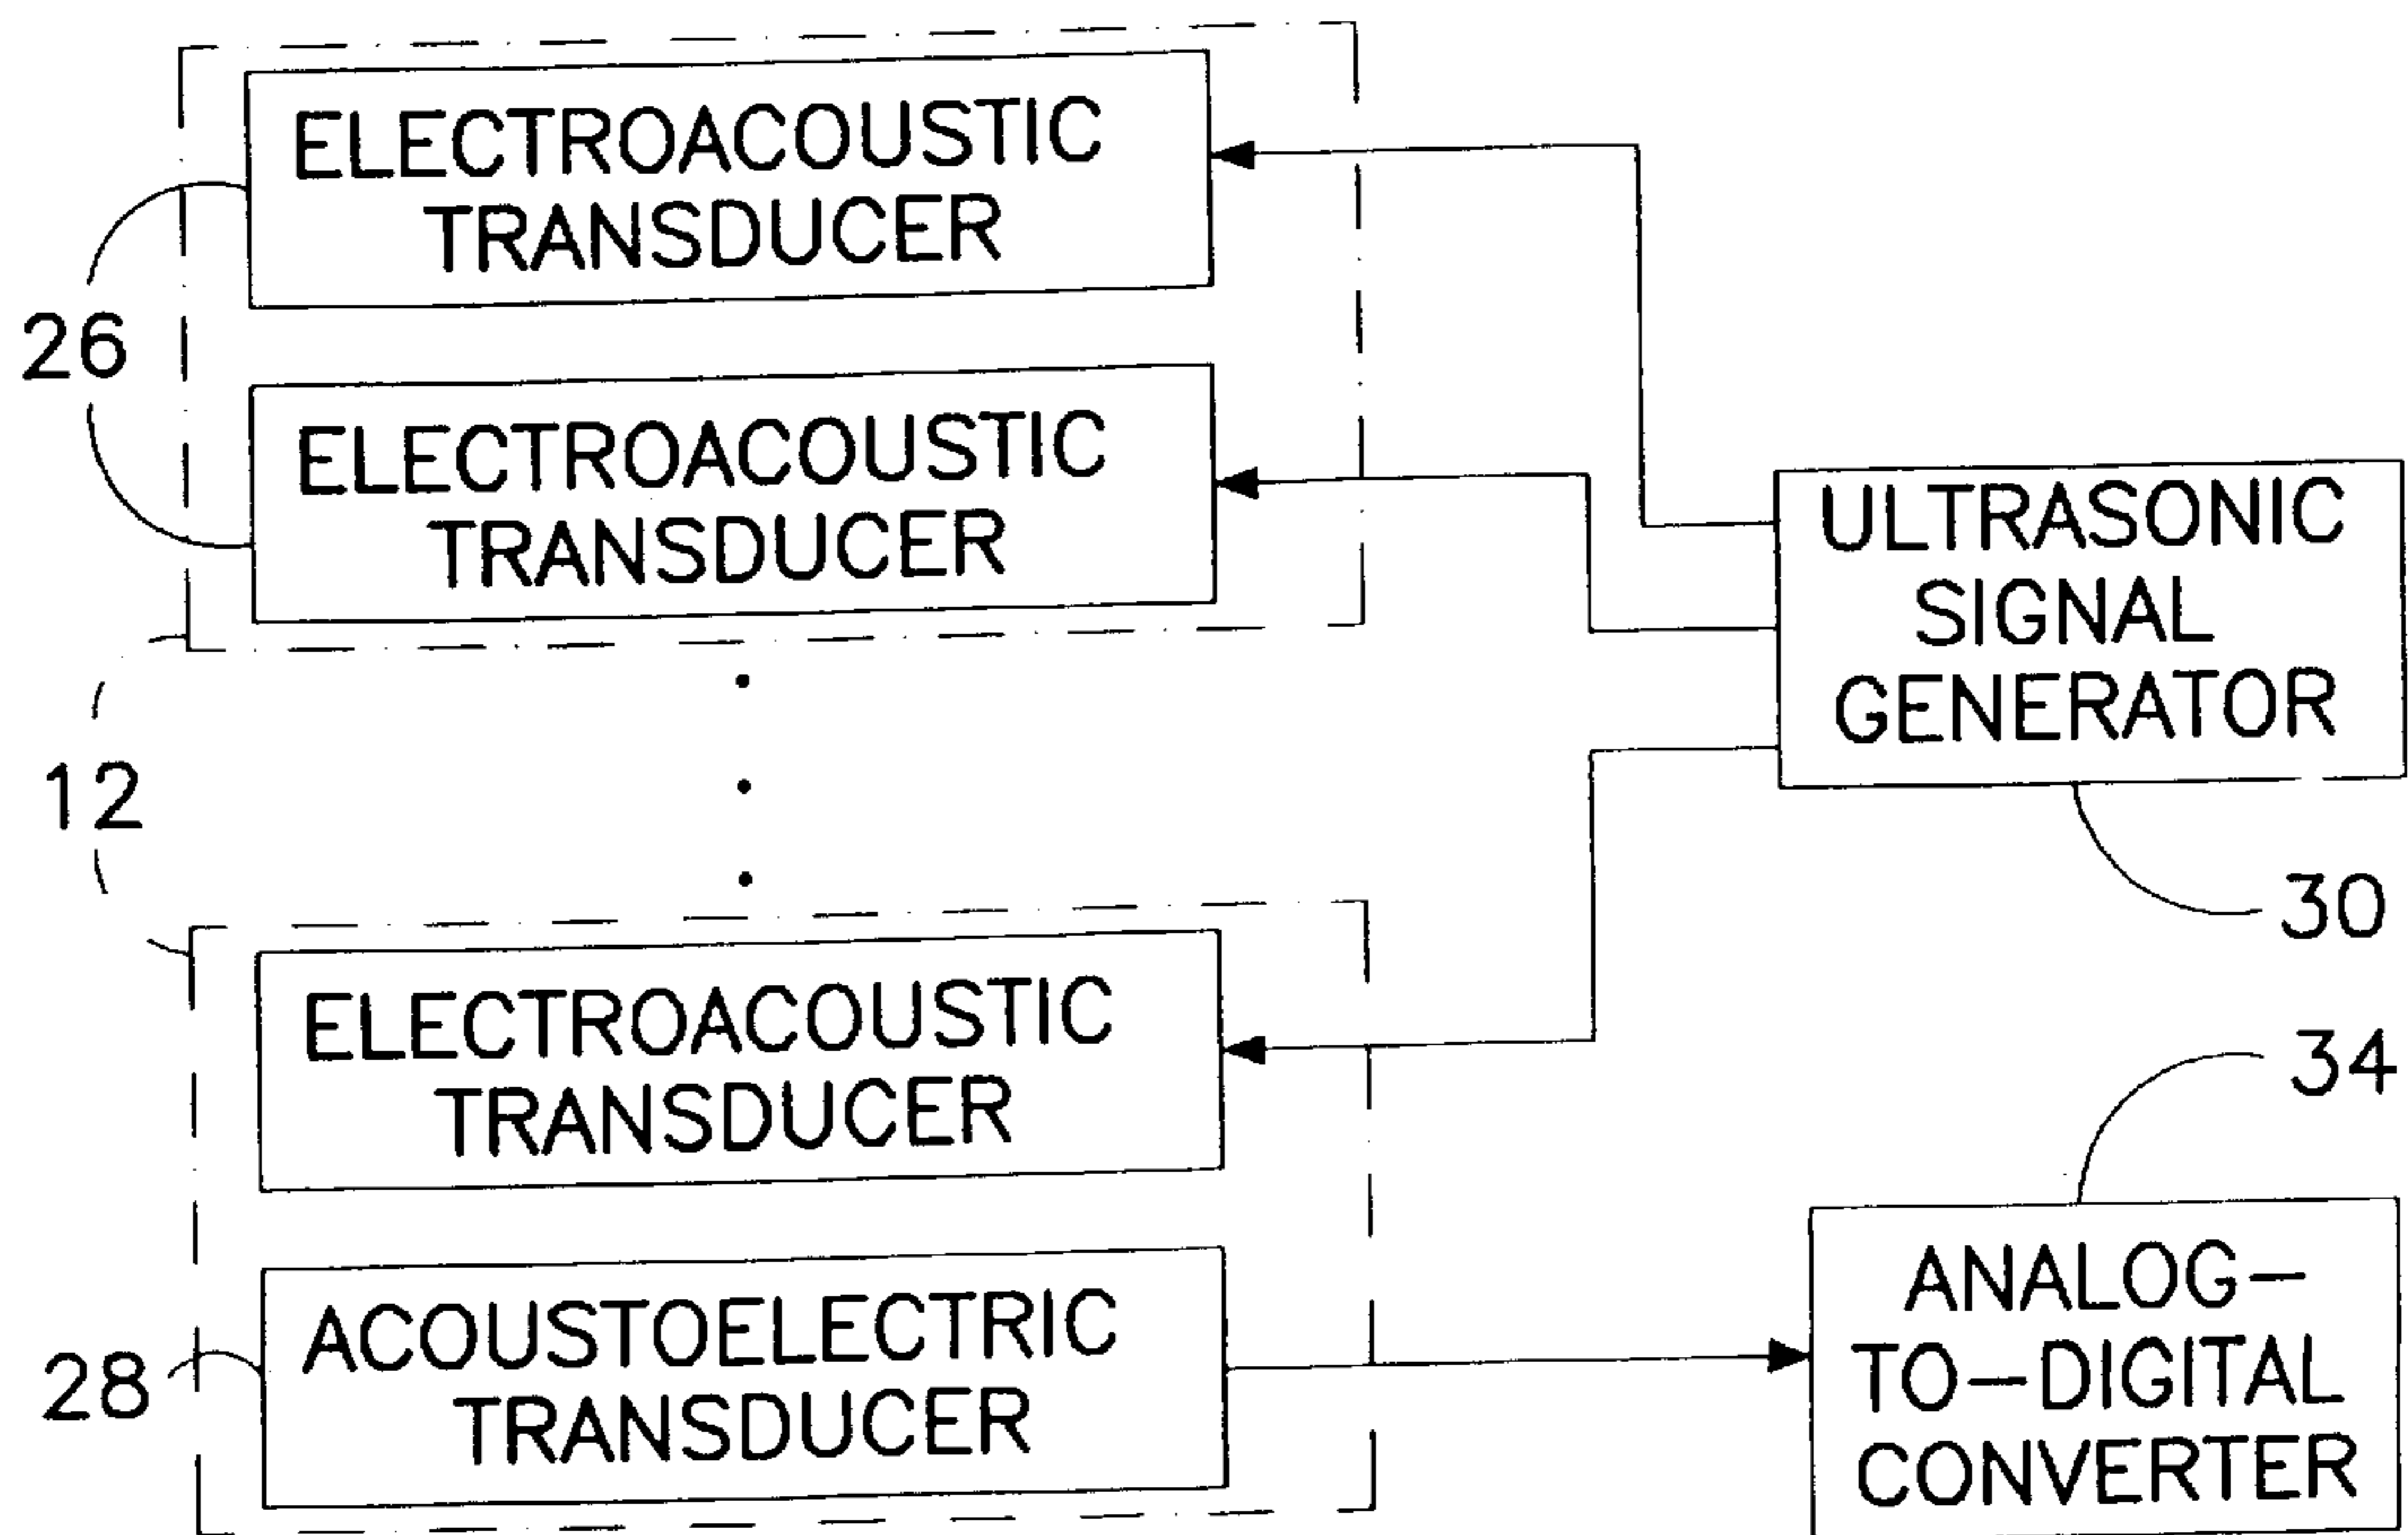 ELECTROACOUSTIC
TRANSDUCER
26
ELECTROACOUSTIC
TRANSDUCER
ULTRASONIC
SIGNAL
GENERATOR
12
30
ELECTROACOUSTIC
TRANSDUCER
34
28
ACOUSTOELECTRIC
TRANSDUCER
ANALOG-
TO-DIGITAL
CONVERTER